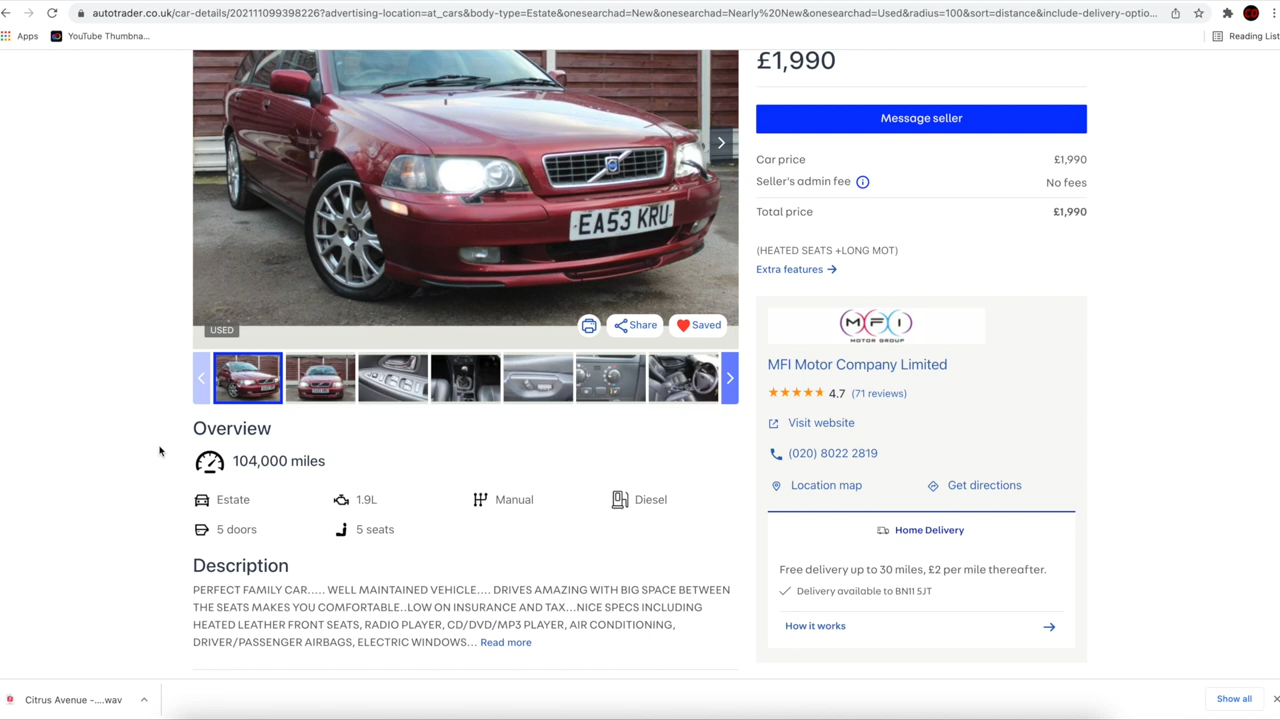 autotrader.co.uk/car-details/202111099398226?advertising-location=at_cars&body-type=Estate&onesearchad=New&onesearchad=Nearly%20New&onesearchad=Used&radius=100&sort=distance&include-delivery-optio...
Apps
YouTube Thumbna...
Reading List
£1,990
Message seller
Car price £1,990
Seller's admin fee No fees
Total price £1,990
(HEATED SEATS +LONG MOT)
Extra features
EA53 KRU
USED
Share
Saved
MFI
MOTOR GROUP
MFI Motor Company Limited
4.7 (71 reviews)
Visit website
(020) 8022 2819
Location map
Get directions
Home Delivery
Free delivery up to 30 miles, £2 per mile thereafter.
Delivery available to BN11 5JT
How it works
Overview
104,000 miles
Estate 1.9L Manual Diesel
5 doors 5 seats
Description
PERFECT FAMILY CAR..... WELL MAINTAINED VEHICLE.... DRIVES AMAZING WITH BIG SPACE BETWEEN
THE SEATS MAKES YOU COMFORTABLE..LOW ON INSURANCE AND TAX...NICE SPECS INCLUDING
HEATED LEATHER FRONT SEATS, RADIO PLAYER, CD/DVD/MP3 PLAYER, AIR CONDITIONING,
DRIVER/PASSENGER AIRBAGS, ELECTRIC WINDOWS... Read more
Citrus Avenue -....wav
Show all